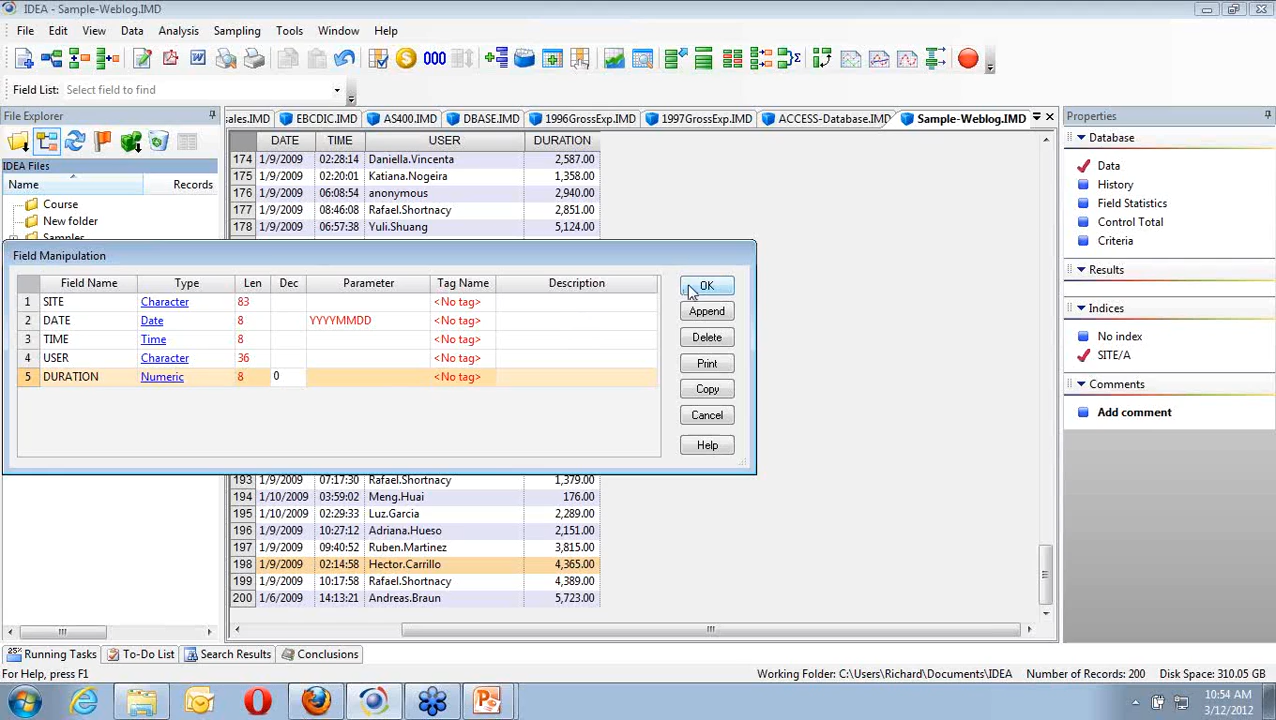 IDEA - Sample-Weblog.IMD
File Edit View Data Analysis Sampling Tools Window Help
Field List: Select field to find
File Explorer
IDEA Files
Name Records
Course
New folder
Samples
ales.IMD EBCDIC.IMD AS400.IMD DBASE.IMD 1996GrossExp.IMD 1997GrossExp.IMD ACCESS-Database.IMD Sample-Weblog.IMD
DATE TIME USER DURATION
174 1/9/2009 02:28:14 Daniella.Vincenta 2,587.00
175 1/9/2009 02:20:01 Katiana.Nogeira 1,358.00
176 1/9/2009 06:08:54 anonymous 2,940.00
177 1/9/2009 08:46:08 Rafael.Shortnacy 2,851.00
178 1/9/2009 06:57:38 Yuli.Shuang 5,124.00
Field Manipulation
Field Name Type Len Dec Parameter Tag Name Description
1 SITE Character 83 <No tag>
2 DATE Date 8 YYYYMMDD <No tag>
3 TIME Time 8 <No tag>
4 USER Character 36 <No tag>
5 DURATION Numeric 8 0 <No tag>
OK
Append
Delete
Print
Copy
Cancel
Help
193 1/9/2009 07:17:30 Rafael.Shortnacy 1,379.00
194 1/10/2009 03:59:02 Meng.Huai 176.00
195 1/10/2009 02:29:33 Luz.Garcia 2,289.00
196 1/9/2009 10:27:12 Adriana.Hueso 2,151.00
197 1/9/2009 09:40:52 Ruben.Martinez 3,815.00
198 1/9/2009 02:14:58 Hector.Carrillo 4,365.00
199 1/9/2009 10:17:58 Rafael.Shortnacy 4,389.00
200 1/6/2009 14:13:21 Andreas.Braun 5,723.00
Properties
Database
Data
History
Field Statistics
Control Total
Criteria
Results
Indices
No index
SITE/A
Comments
Add comment
Running Tasks To-Do List Search Results Conclusions
For Help, press F1 Working Folder: C:\Users\Richard\Documents\IDEA Number of Records: 200 Disk Space: 310.05 GB
10:54 AM
3/12/2012